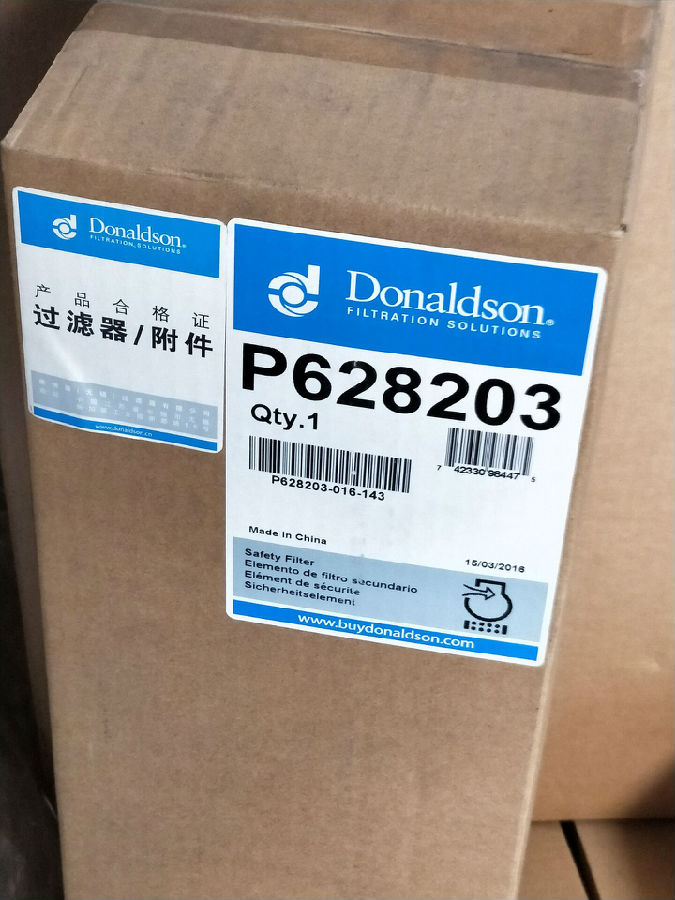 Donaldson®
FILTRATION SOLUTIONS
产品合格证
过滤器/附件
www.donaldson.cn
Donaldson®
FILTRATION SOLUTIONS
P628203
Qty.1
P628203-016-143
7 42330 98447 5
Made in China
15/03/2016
Safety Filter
Elemento de filtro secundario
Elément de sécurité
Sicherheitselement
www.buydonaldson.com